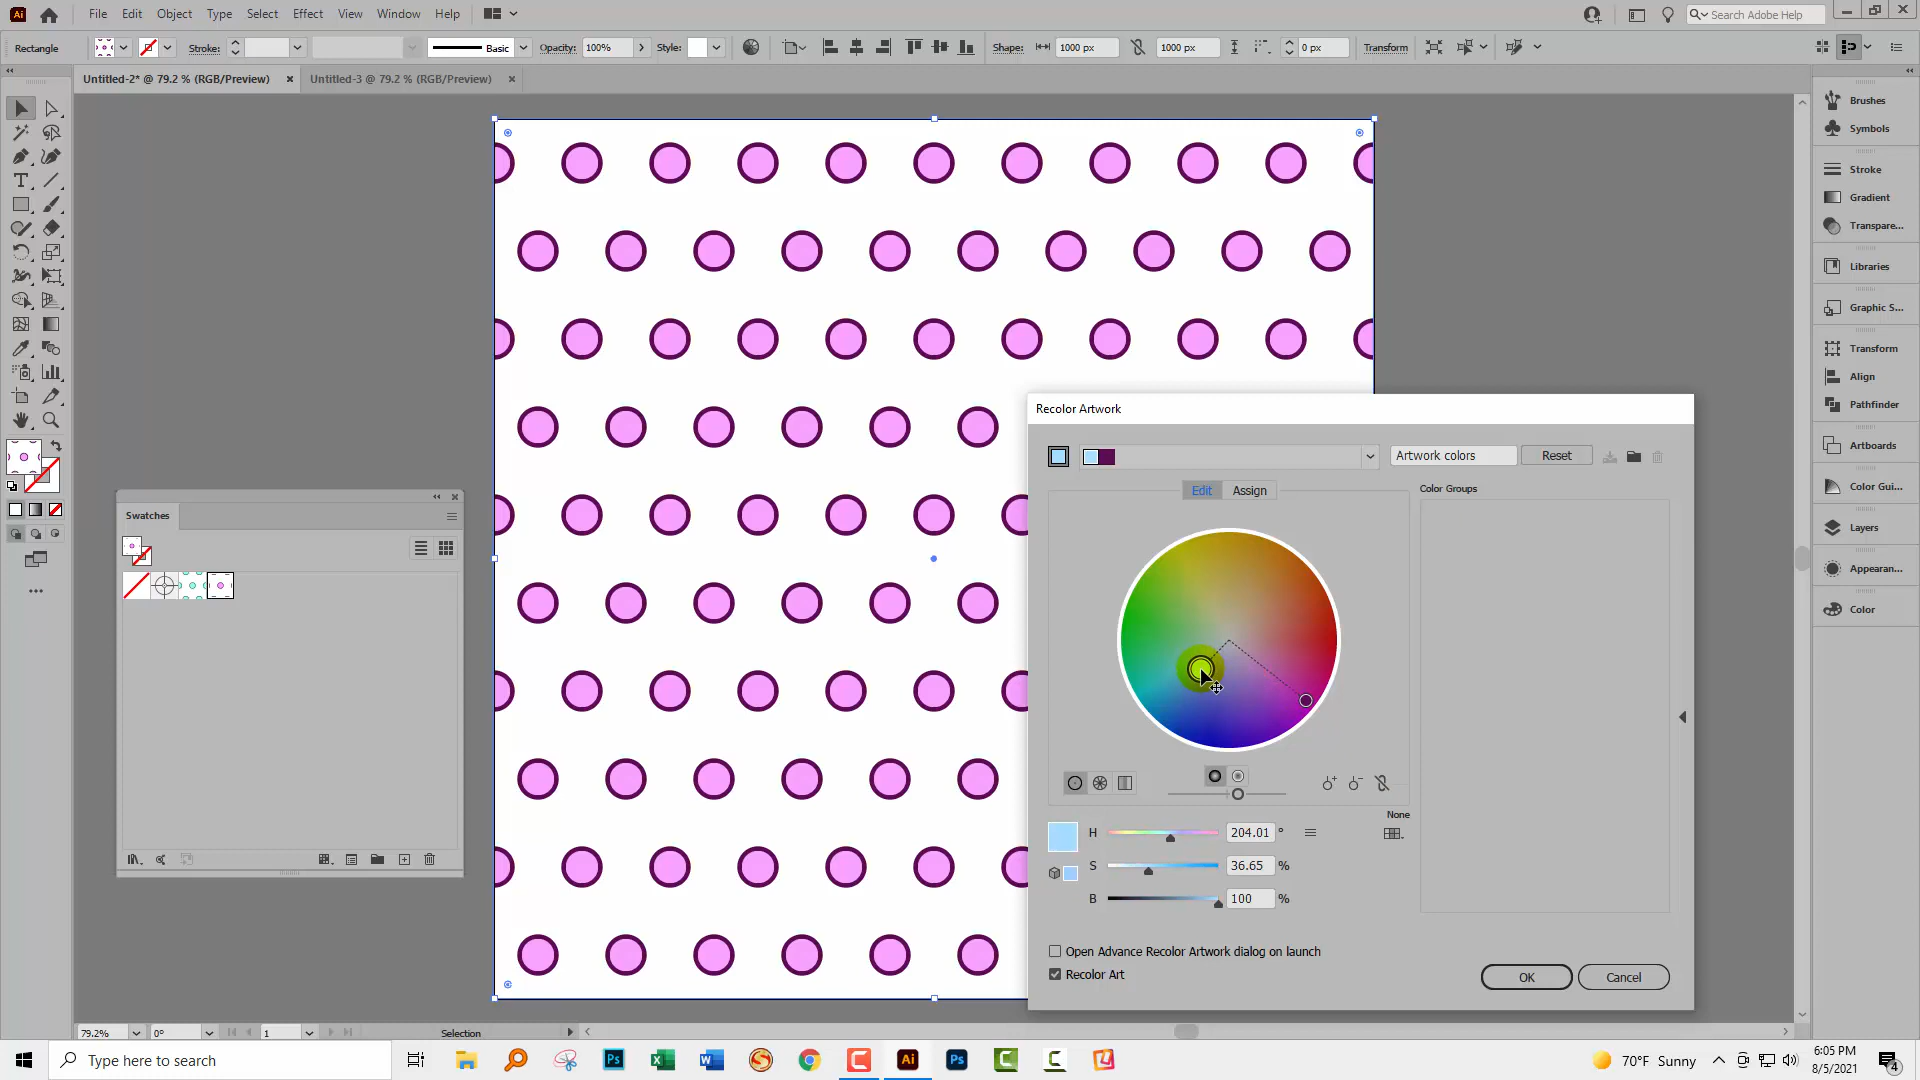 Ai File Edit Object Type Select Effect View Window Help Search Adobe Help
Rectangle Stroke: Basic Opacity: 100% Style: Shape: 1000 px 1000 px 0 px Transform
Untitled-2* @ 79.2 % (RGB/Preview) × Untitled-3 @ 79.2 % (RGB/Preview) ×
Brushes
Symbols
Stroke
Gradient
Transpare...
Libraries
Graphic S...
Transform
Align
Pathfinder
Artboards
Color Gui...
Layers
Appearan...
Color
Swatches
Recolor Artwork
Artwork colors Reset
Edit Assign Color Groups
None
H 204.01 °
S 36.65 %
B 100 %
Open Advance Recolor Artwork dialog on launch
Recolor Art
OK Cancel
79.2% 0° 1 Selection
Type here to search
Ps Ai Ps
70°F Sunny 6:05 PM
8/5/2021
4